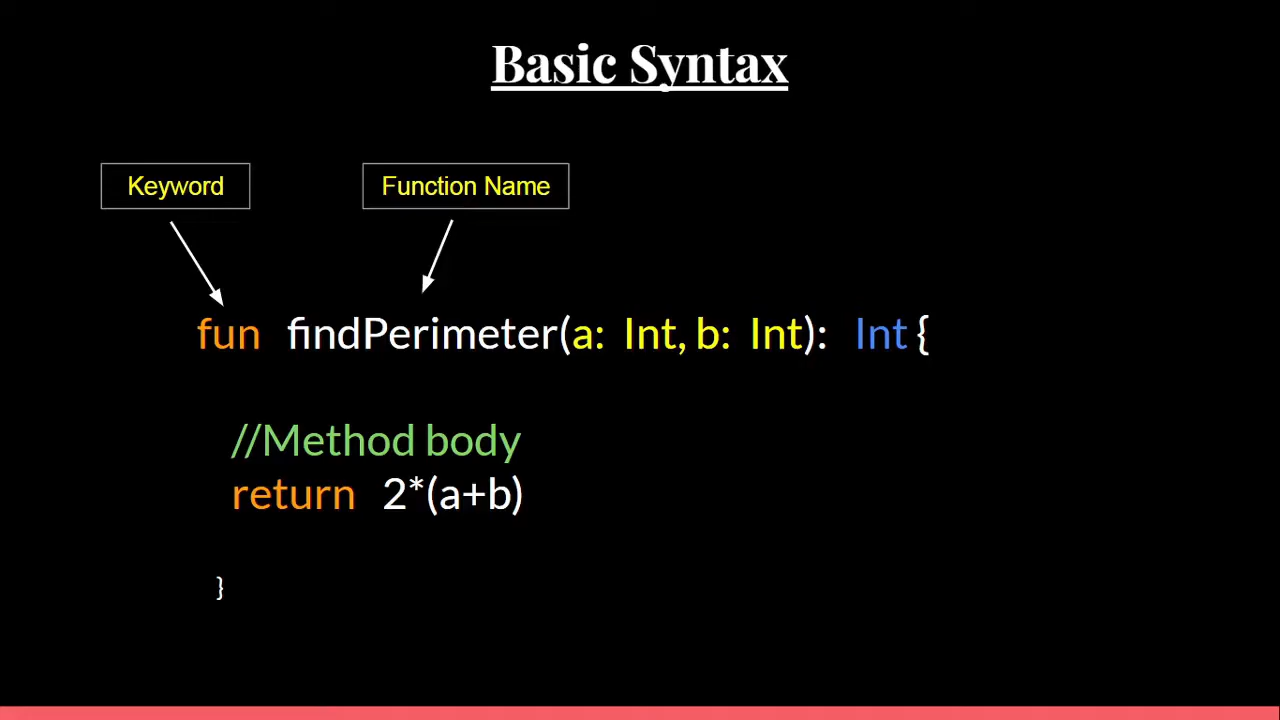 Basic Syntax
Keyword
Function Name
fun findPerimeter(a: Int, b: Int): Int {
//Method body
return 2*(a+b)
}